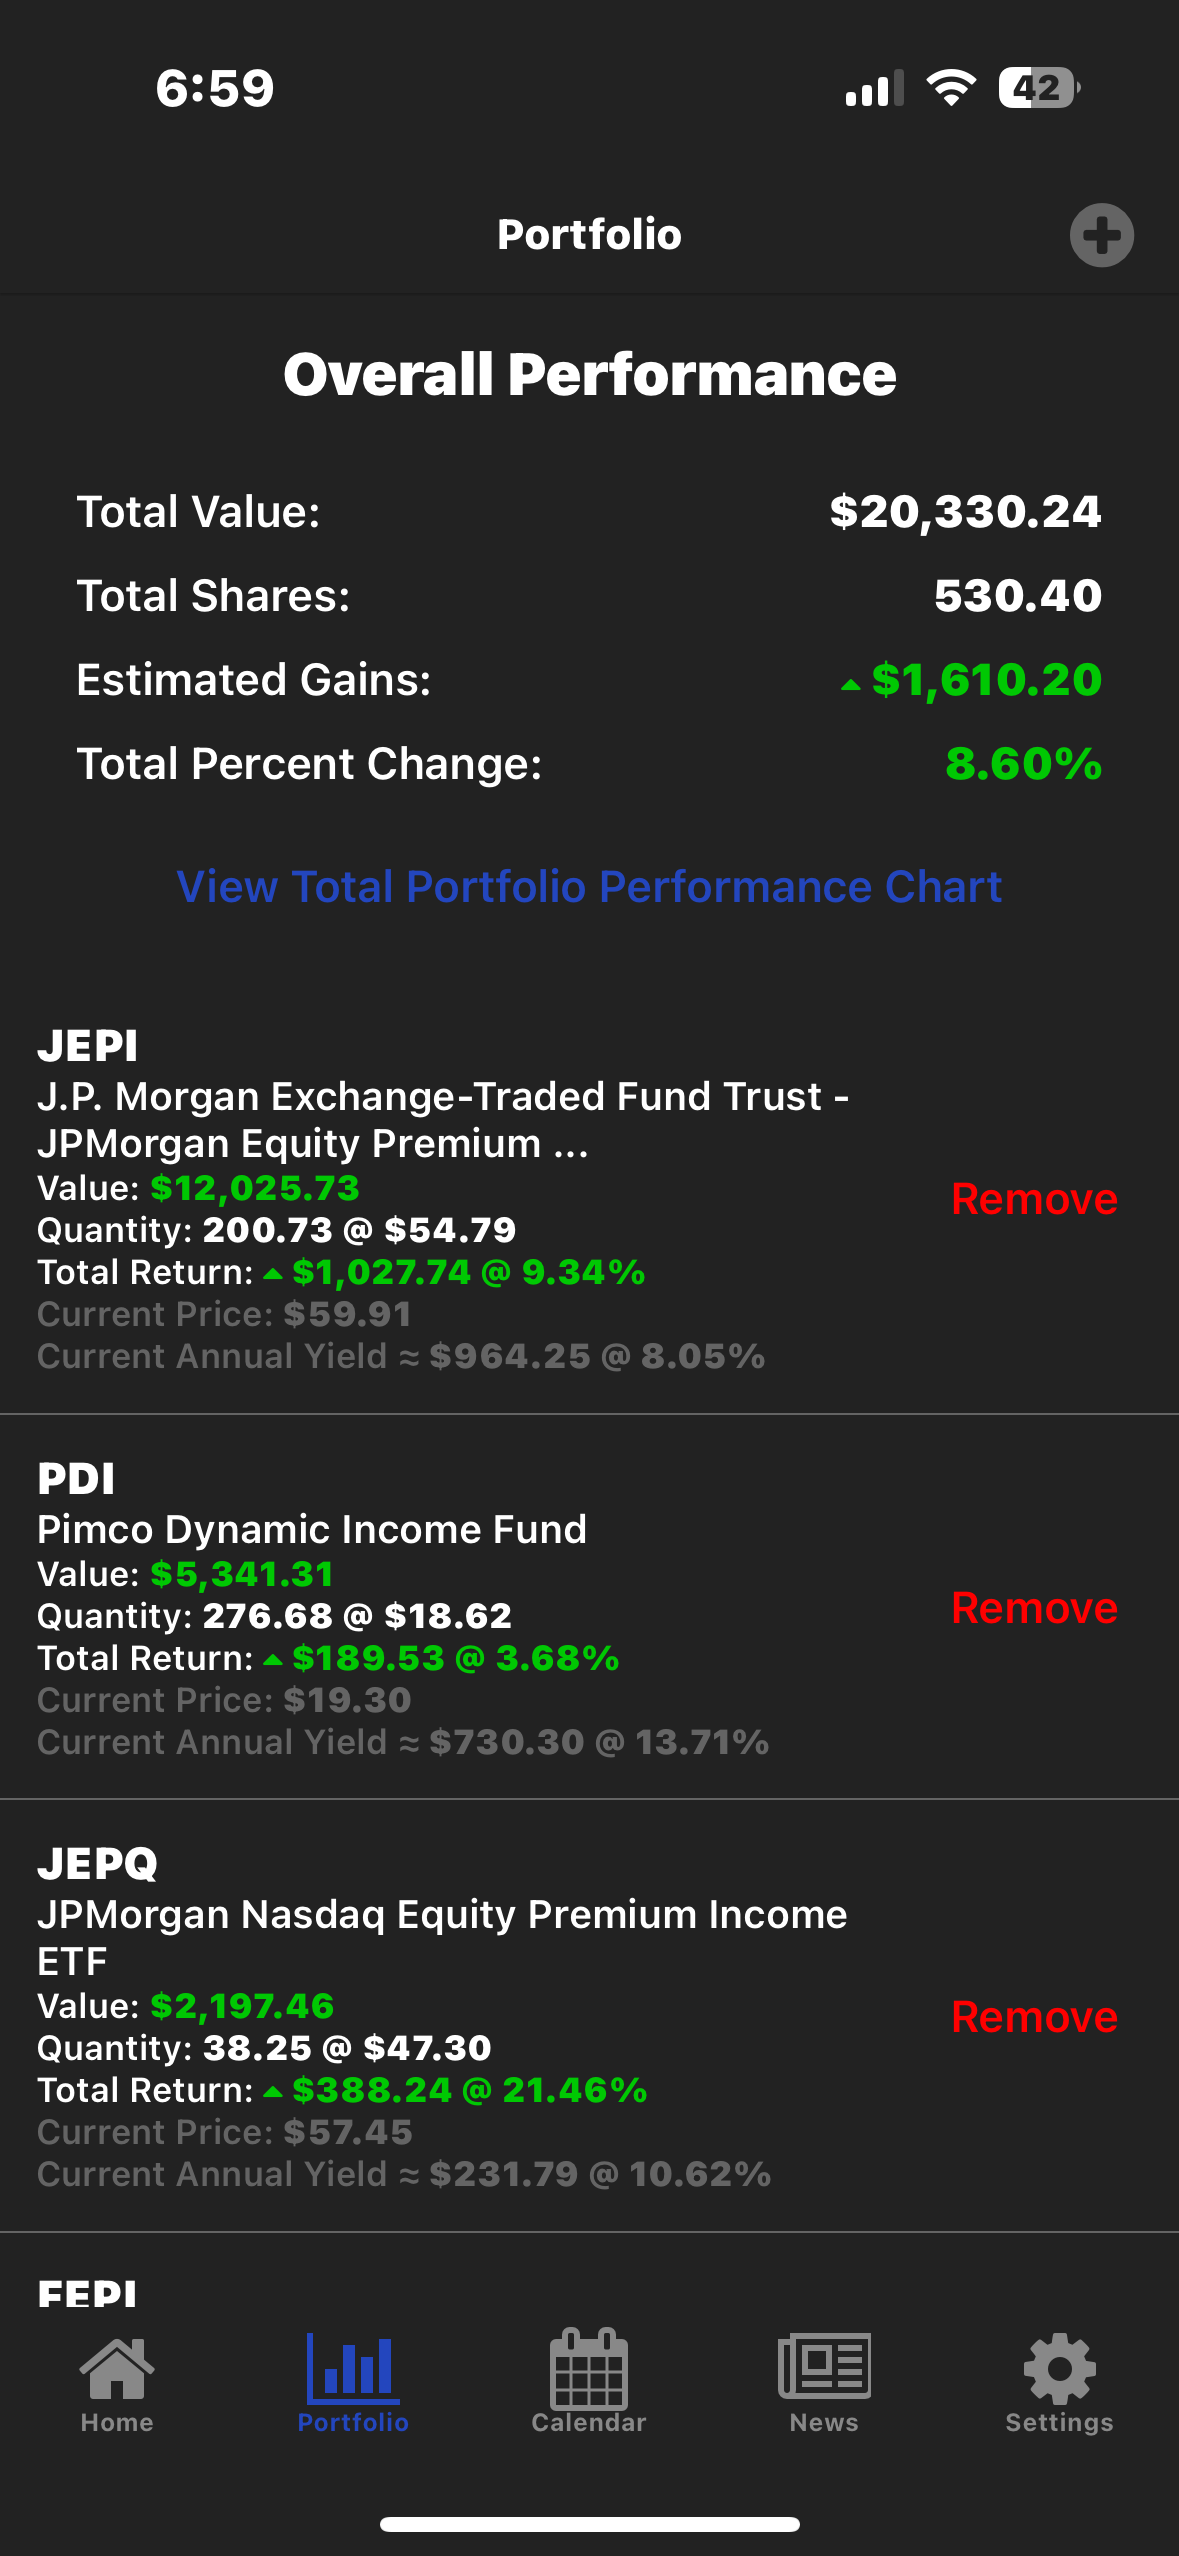 6:59
42
Portfolio
Overall Performance
Total Value: $20,330.24
Total Shares: 530.40
Estimated Gains: $1,610.20
Total Percent Change: 8.60%
View Total Portfolio Performance Chart
JEPI
J.P. Morgan Exchange-Traded Fund Trust -
JPMorgan Equity Premium ...
Value: $12,025.73
Quantity: 200.73 @ $54.79
Total Return: $1,027.74 @ 9.34%
Current Price: $59.91
Current Annual Yield ≈ $964.25 @ 8.05%
Remove
PDI
Pimco Dynamic Income Fund
Value: $5,341.31
Quantity: 276.68 @ $18.62
Total Return: $189.53 @ 3.68%
Current Price: $19.30
Current Annual Yield ≈ $730.30 @ 13.71%
Remove
JEPQ
JPMorgan Nasdaq Equity Premium Income
ETF
Value: $2,197.46
Quantity: 38.25 @ $47.30
Total Return: $388.24 @ 21.46%
Current Price: $57.45
Current Annual Yield ≈ $231.79 @ 10.62%
Remove
FEPI
Home
Portfolio
Calendar
News
Settings